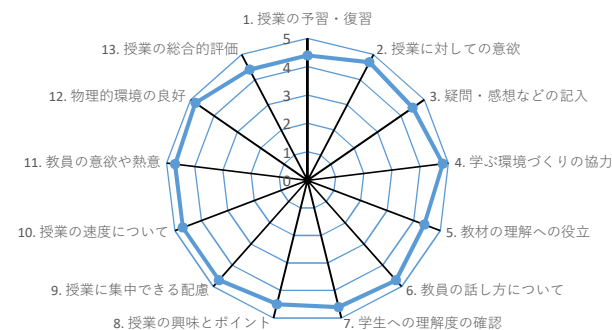 1. 授業の予習・復習
2. 授業に対しての意欲
3. 疑問・感想などの記入
4. 学ぶ環境づくりの協力
5. 教材の理解への役立
6. 教員の話し方について
7. 学生への理解度の確認
8. 授業の興味とポイント
9. 授業に集中できる配慮
10. 授業の速度について
11. 教員の意欲や熱意
12. 物理的環境の良好
13. 授業の総合的評価
5
4
3
2
1
0